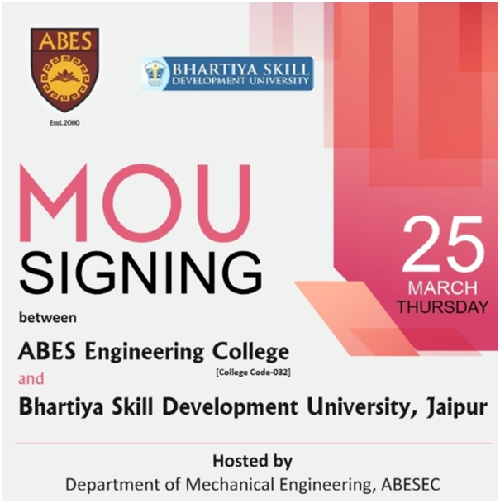 ABES
Estd.2000
BHARTIYA SKILL
DEVELOPMENT UNIVERSITY
MOU
SIGNING
25
MARCH
THURSDAY
between
ABES Engineering College
[College Code-032]
and
Bhartiya Skill Development University, Jaipur
Hosted by
Department of Mechanical Engineering, ABESEC